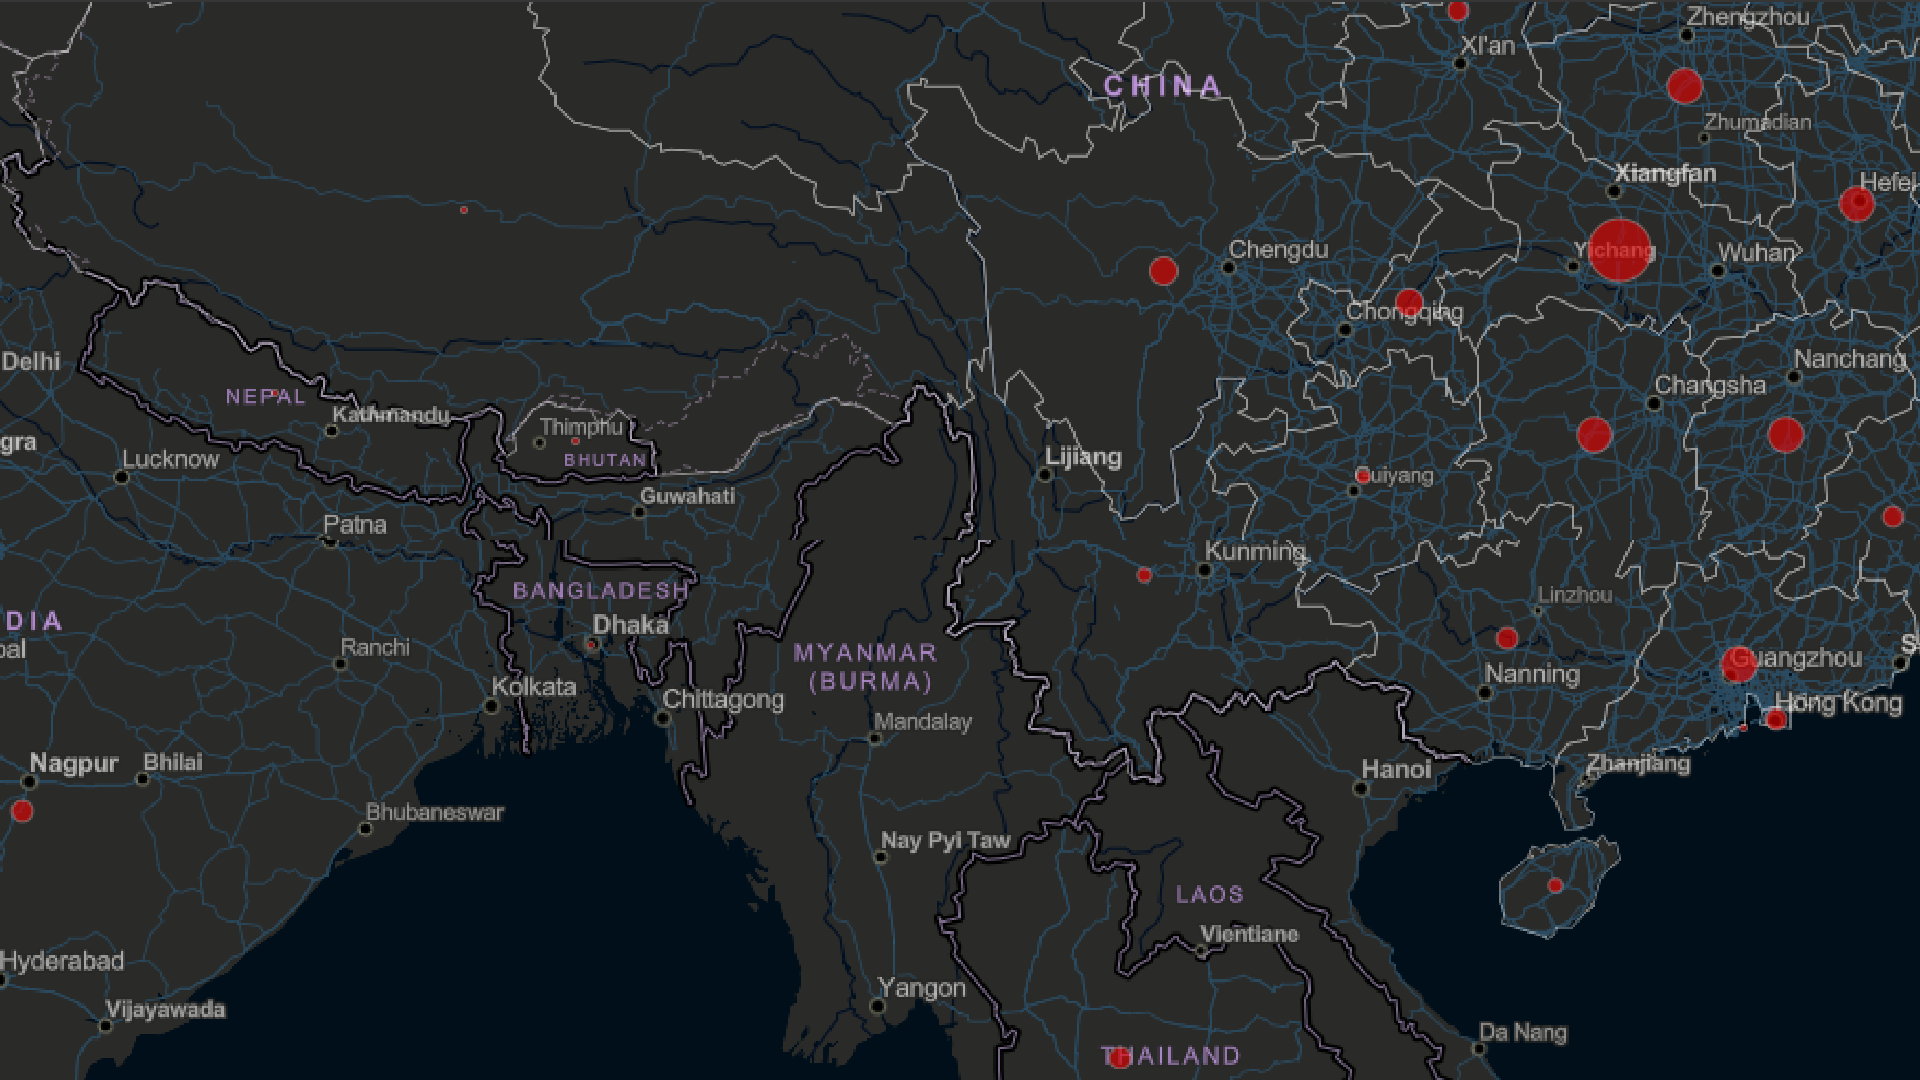 Zhengzhou
XI'an
CHINA
Zhumadian
Xiangfan
Hefei
Chengdu
Yichang
Wuhan
Chongqing
Delhi
Nanchang
Changsha
NEPAL
Kathmandu
Thimphu
gra
Lucknow
BHUTAN
Lijiang
Guiyang
Guwahati
Patna
Kunming
BANGLADESH
Linzhou
DIA
Dhaka
pal
Ranchi
MYANMAR
(BURMA)
S
Guangzhou
Nanning
Kolkata
Chittagong
Hong Kong
Mandalay
Nagpur
Bhilai
Hanoi
Zhanjiang
Bhubaneswar
Nay Pyi Taw
LAOS
Vientiane
Hyderabad
Yangon
Vijayawada
Da Nang
THAILAND